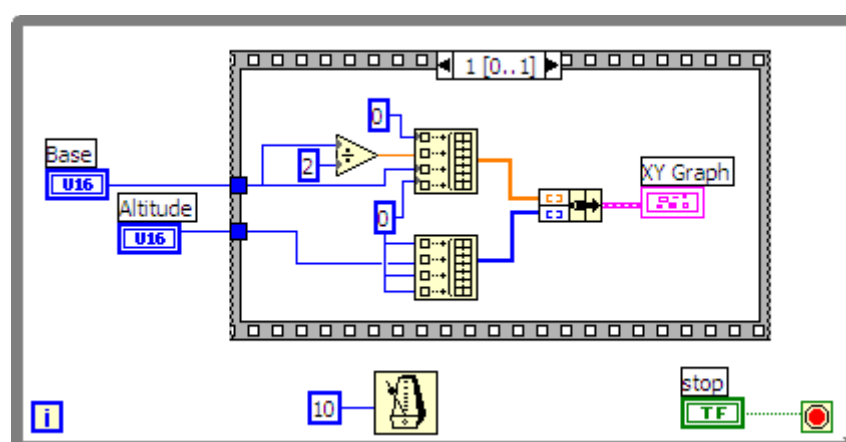 1 [0..1]
0
Base
U16
2
÷
XY Graph
Altitude
U16
0
stop
TF
10
i